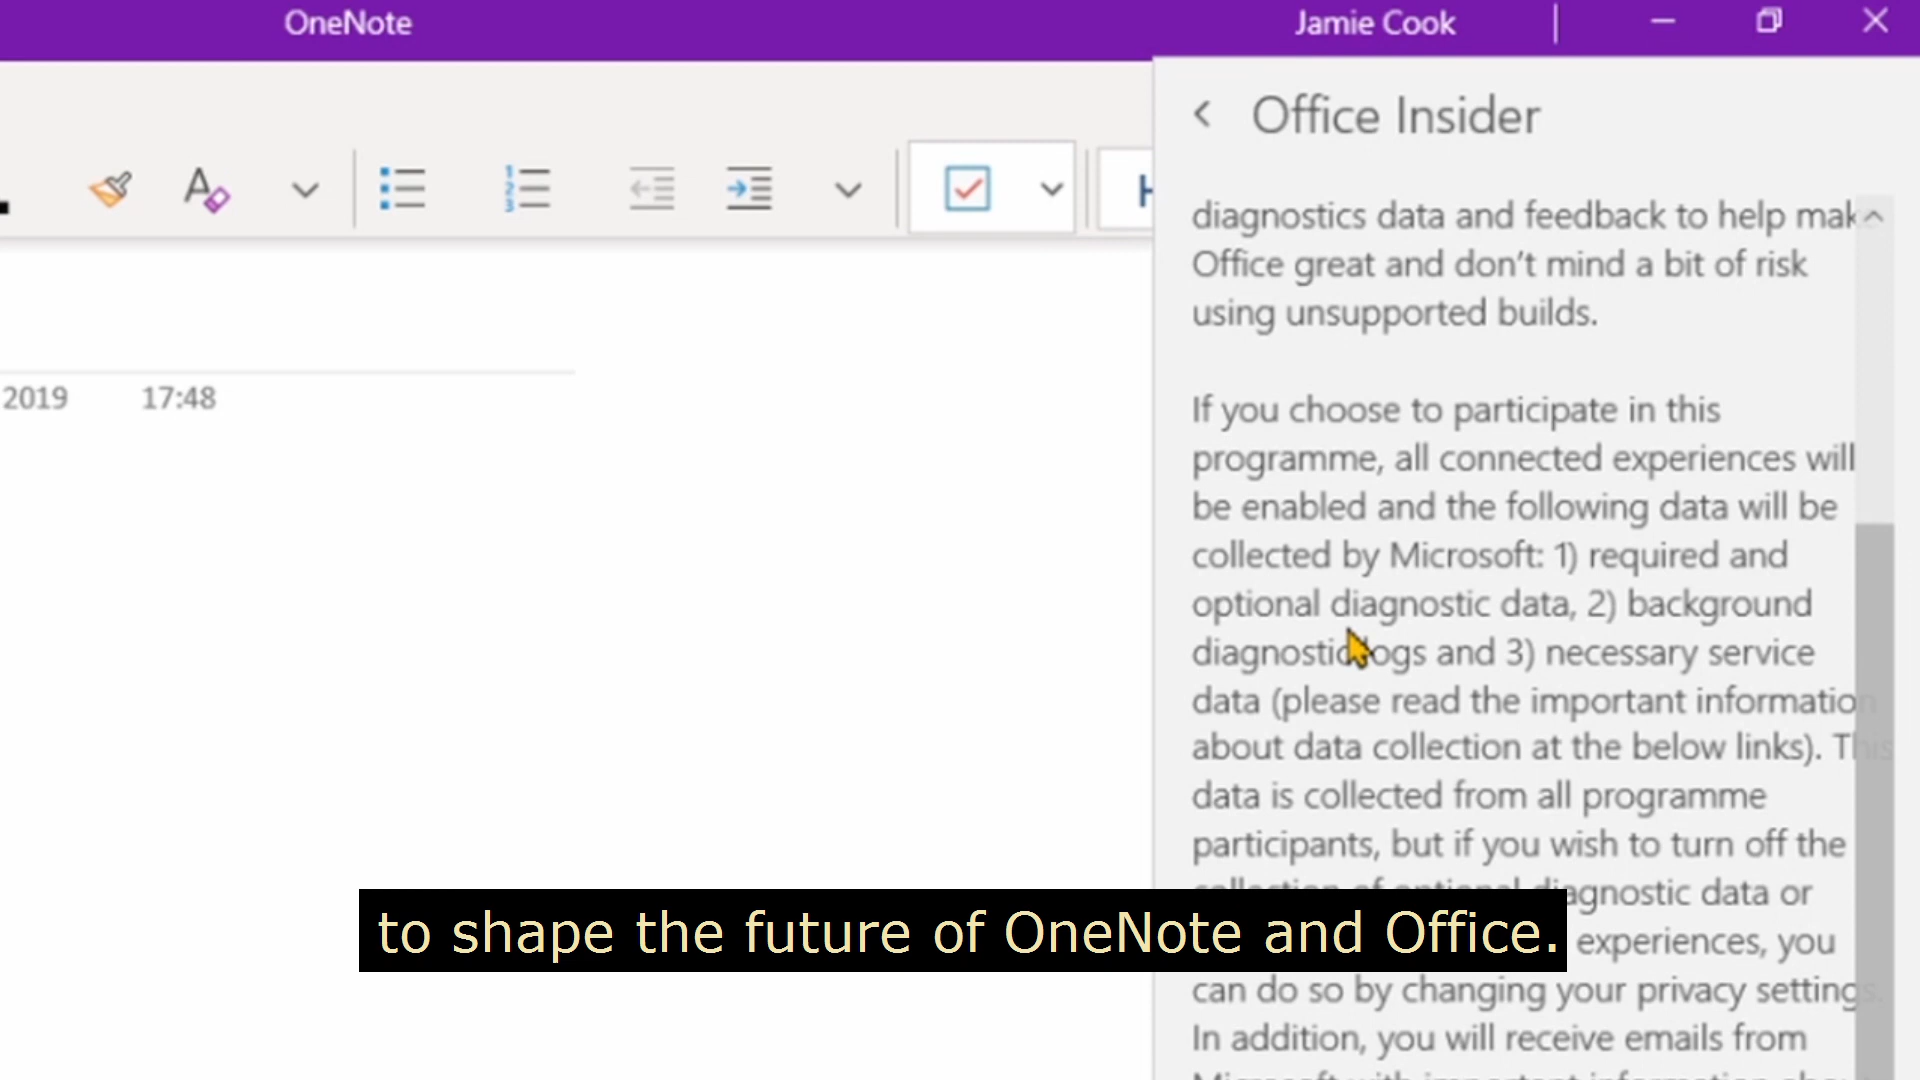 OneNote
Jamie Cook
Office Insider
diagnostics data and feedback to help mak
Office great and don't mind a bit of risk
using unsupported builds.
2019 17:48
If you choose to participate in this
programme, all connected experiences will
be enabled and the following data will be
collected by Microsoft: 1) required and
optional diagnostic data, 2) background
diagnostic ogs and 3) necessary service
data (please read the important information
about data collection at the below links). This
data is collected from all programme
participants, but if you wish to turn off the
diagnostic data or
experiences, you
to shape the future of OneNote and Office.
can do so by changing your privacy settings.
In addition, you will receive emails from